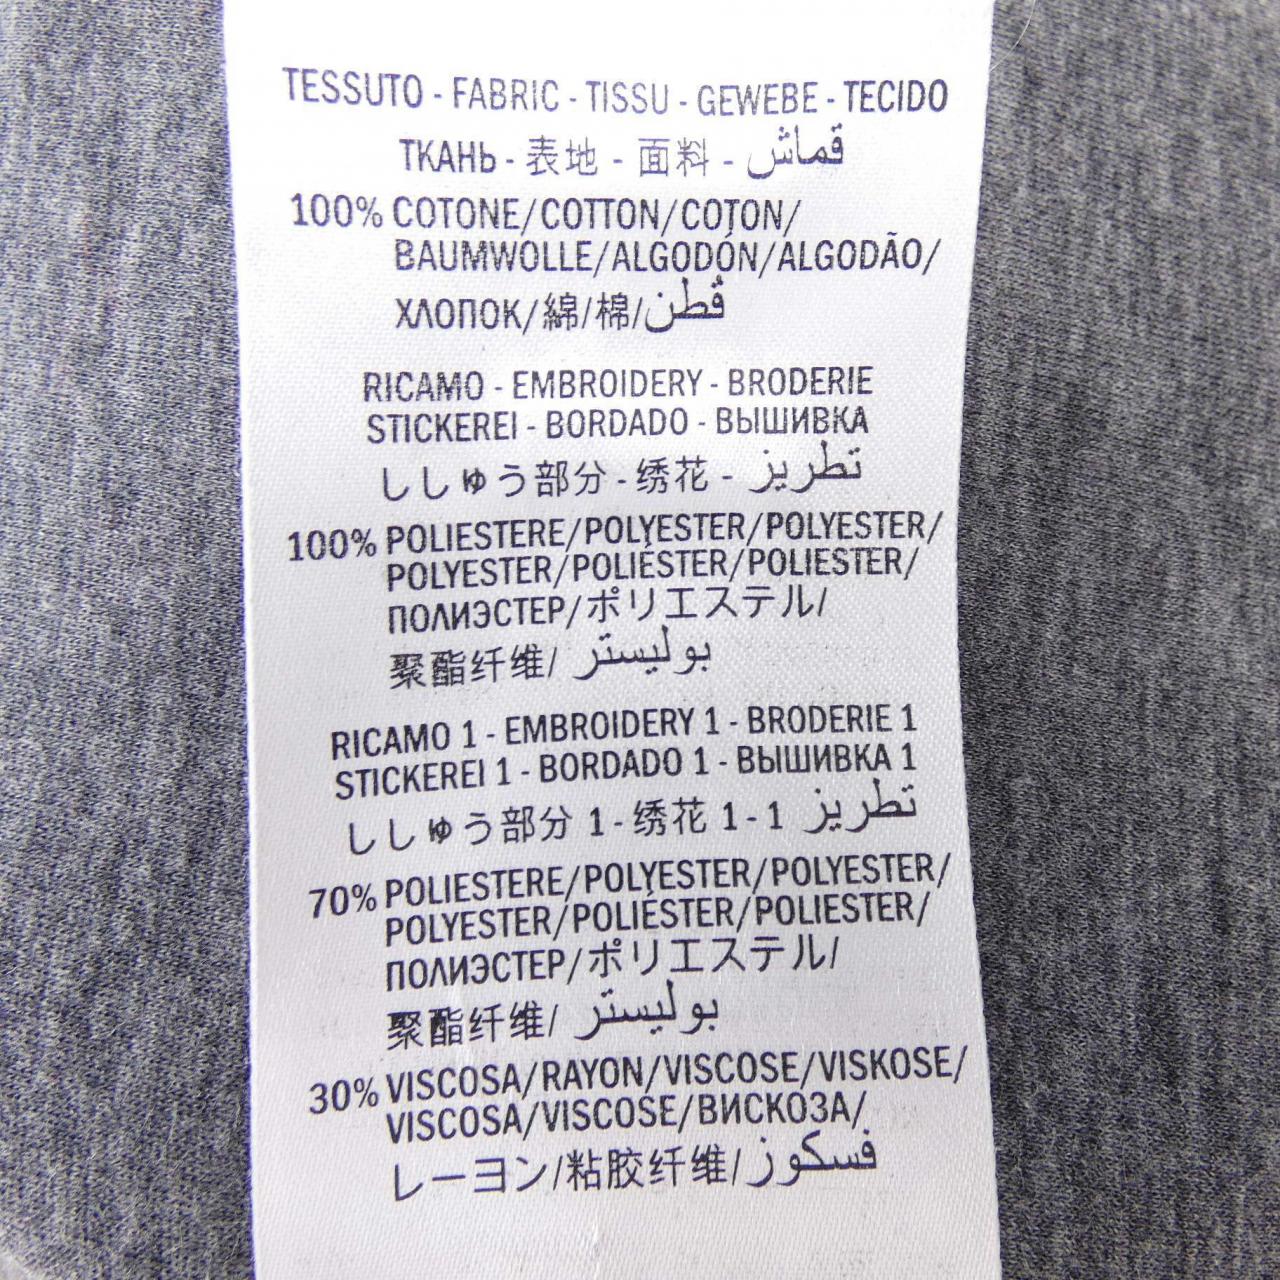 TESSUTO - FABRIC - TISSU - GEWEBE - TECIDO
ТКАНЬ - 表地 - 面料 - قماش
100% COTONE/COTTON/COTON/
BAUMWOLLE/ALGODÓN/ALGODÃO/
ХЛОПОК/綿/棉/قُطن
RICAMO - EMBROIDERY - BRODERIE
STICKEREI - BORDADO - ВЫШИВКА
ししゅう部分 - 绣花 - تطريز
100% POLIESTERE/POLYESTER/POLYESTER/
POLYESTER/POLIÉSTER/POLIESTER/
ПОЛИЭСТЕР/ポリエステル/
聚酯纤维/ بوليستر
RICAMO 1 - EMBROIDERY 1 - BRODERIE 1
STICKEREI 1 - BORDADO 1 - ВЫШИВКА 1
ししゅう部分 1 - 绣花 1 - 1 تطريز
70% POLIESTERE/POLYESTER/POLYESTER/
POLYESTER/POLIÉSTER/POLIESTER/
ПОЛИЭСТЕР/ポリエステル/
聚酯纤维/ بوليستر
30% VISCOSA/RAYON/VISCOSE/VISKOSE/
VISCOSA/VISCOSE/ВИСКОЗА/
レーヨン/粘胶纤维/فسكوز